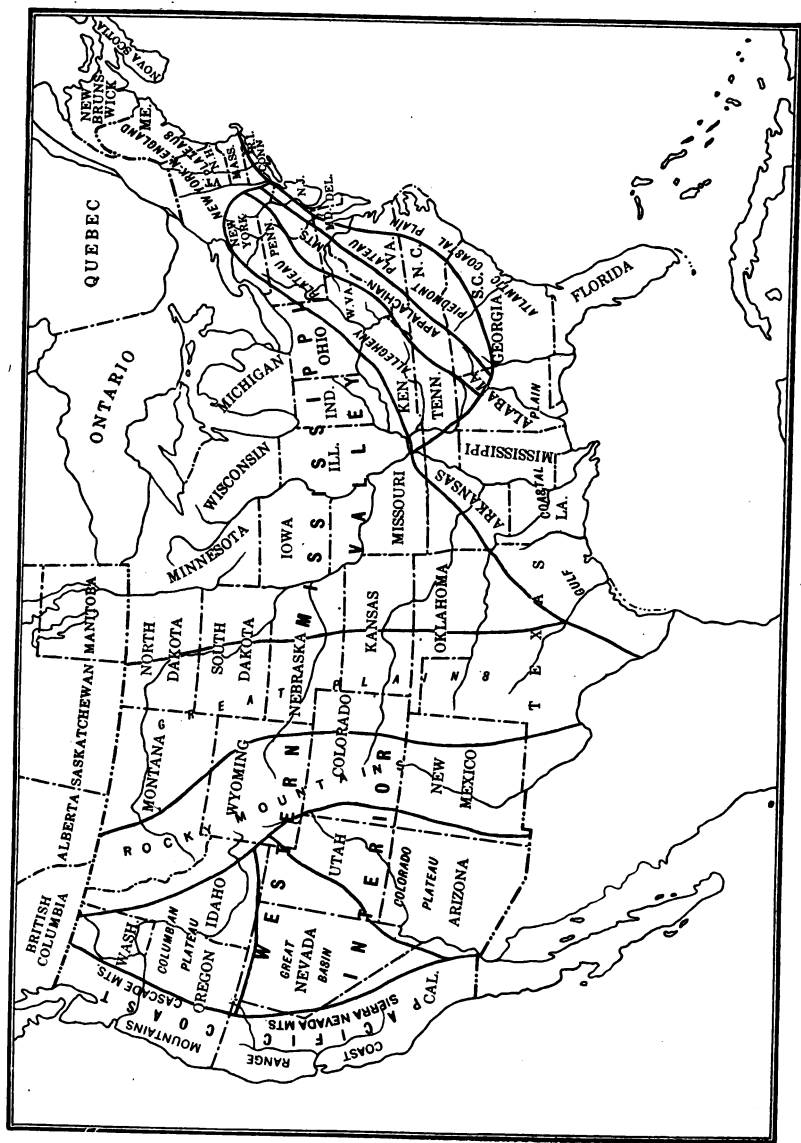 NOVA SCOTIA
NEW
BRUNS
WICK
ME.
NEW YORK-N.ENGLAND
PLATEAUS
N.H.
MASS.
CONN.
QUEBEC
ONTARIO
NEW
YORK
PENN.
N.J.
MD.
DEL.
MTS
PLATEAU
W.VA.
VA.
N.C.
S.C.
PLATEAU
PIEDMONT
APPALACHIAN
ALLEGHENY
ATLANTIC
COASTAL
PLAIN
GEORGIA
FLORIDA
MICHIGAN
OHIO
IND.
ILL.
KEN
TENN
ALABAMA
PLAIN
MISSISSIPPI
WISCONSIN
MISSISSIPPI
VALLEY
MINNESOTA
IOWA
MISSOURI
ARKANSAS
COASTAL
LA.
GULF
MANITOBA
NORTH
DAKOTA
SOUTH
DAKOTA
NEBRASKA
KANSAS
OKLAHOMA
TEXAS
GREAT PLAINS
SASKATCHEWAN
ALBERTA
MONTANA
WYOMING
COLORADO
NEW
MEXICO
ROCKY MOUNTAINS
WESTERN
INTERIOR
BRITISH
COLUMBIA
WASH
IDAHO
UTAH
COLORADO
PLATEAU
ARIZONA
COLUMBIAN
PLATEAU
OREGON
GREAT
NEVADA
BASIN
CASCADE MTS.
SIERRA NEVADA MTS.
CAL.
PACIFIC
COAST
MOUNTAINS
RANGE
COAST